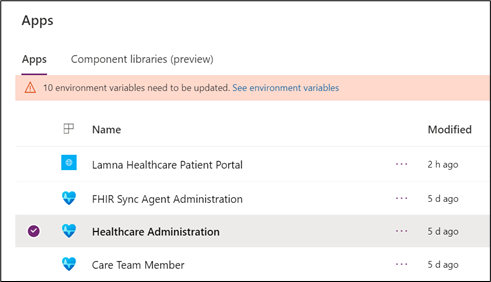 Apps
Apps Component libraries (preview)
10 environment variables need to be updated. See environment variables
Name Modified
Lamna Healthcare Patient Portal ... 2 h ago
FHIR Sync Agent Administration ... 5 d ago
Healthcare Administration ... 5 d ago
Care Team Member ... 5 d ago